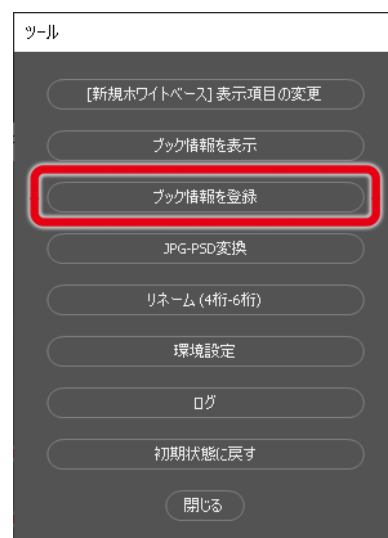 ツール
[新規ホワイトベース] 表示項目の変更
ブック情報を表示
ブック情報を登録
JPG-PSD変換
リネーム (4桁-6桁)
環境設定
ログ
初期状態に戻す
閉じる